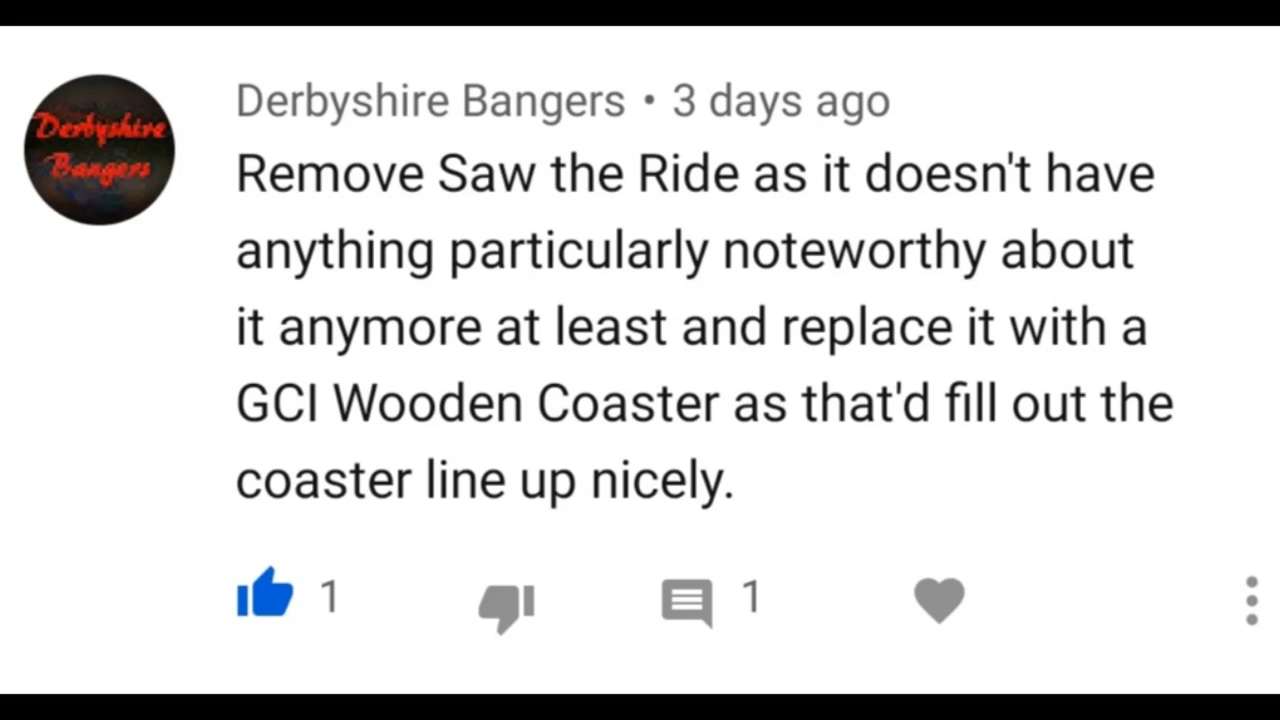 Derbyshire
Bangers
Derbyshire Bangers • 3 days ago
Remove Saw the Ride as it doesn't have
anything particularly noteworthy about
it anymore at least and replace it with a
GCI Wooden Coaster as that'd fill out the
coaster line up nicely.
1 1